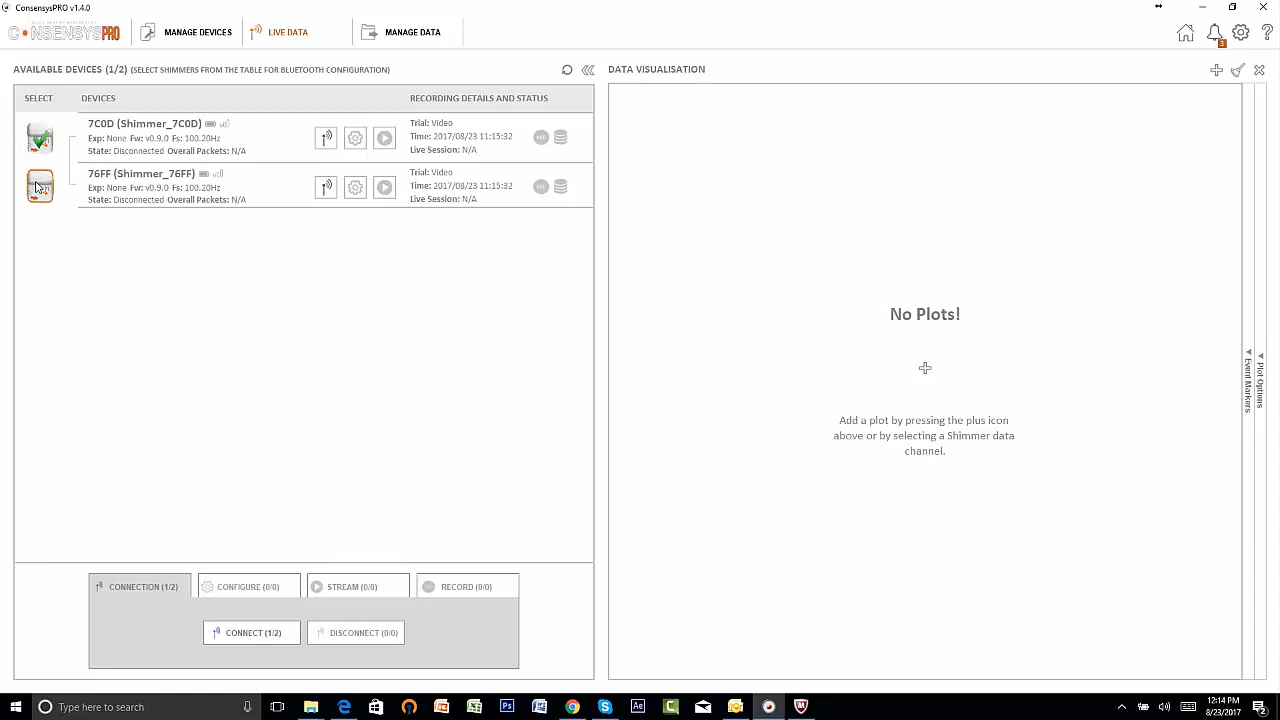 ConsensysPRO v1.4.0
CONSENSYSPRO
MANAGE DEVICES
LIVE DATA
MANAGE DATA
3
AVAILABLE DEVICES (1/2) (SELECT SHIMMERS FROM THE TABLE FOR BLUETOOTH CONFIGURATION)
SELECT
DEVICES
RECORDING DETAILS AND STATUS
7C0D (Shimmer_7C0D)
Exp: None Fw: v0.9.0 Fs: 100.20Hz
State: Disconnected Overall Packets: N/A
Trial: Video
Time: 2017/08/23 11:15:32
Live Session: N/A
76FF (Shimmer_76FF)
Exp: None Fw: v0.9.0 Fs: 100.20Hz
State: Disconnected Overall Packets: N/A
Trial: Video
Time: 2017/08/23 11:15:32
Live Session: N/A
CONNECTION (1/2)
CONFIGURE (0/0)
STREAM (0/0)
RECORD (0/0)
CONNECT (1/2)
DISCONNECT (0/0)
DATA VISUALISATION
No Plots!
Add a plot by pressing the plus icon
above or by selecting a Shimmer data
channel.
Event Markers
Plot Options
Type here to search
12:14 PM
8/23/2017